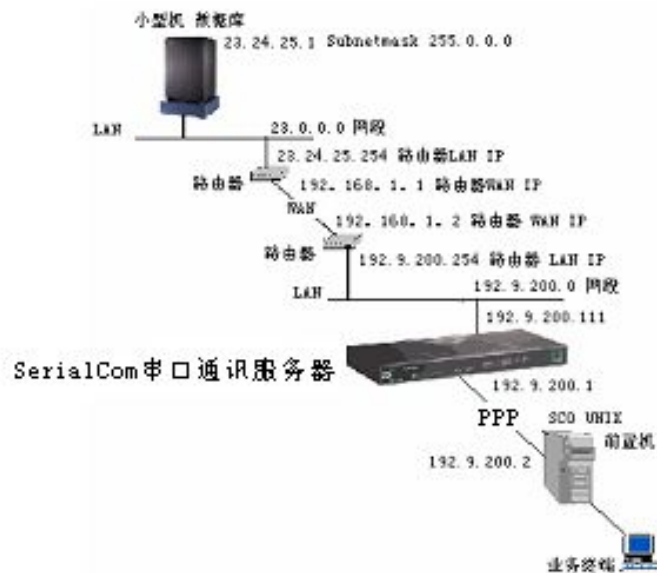 小型机 数据库
23.24.25.1 Subnetmask 255.0.0.0
LAN
23.0.0.0 网段
23.24.25.254 路由器LAN IP
路由器
192.168.1.1 路由器WAN IP
WAN
192.168.1.2 路由器 WAN IP
路由器
192.9.200.254 路由器 LAN IP
LAN
192.9.200.0 网段
192.9.200.111
SerialCom串口通讯服务器
192.9.200.1
PPP
SCO UNIX
前置机
192.9.200.2
业务终端